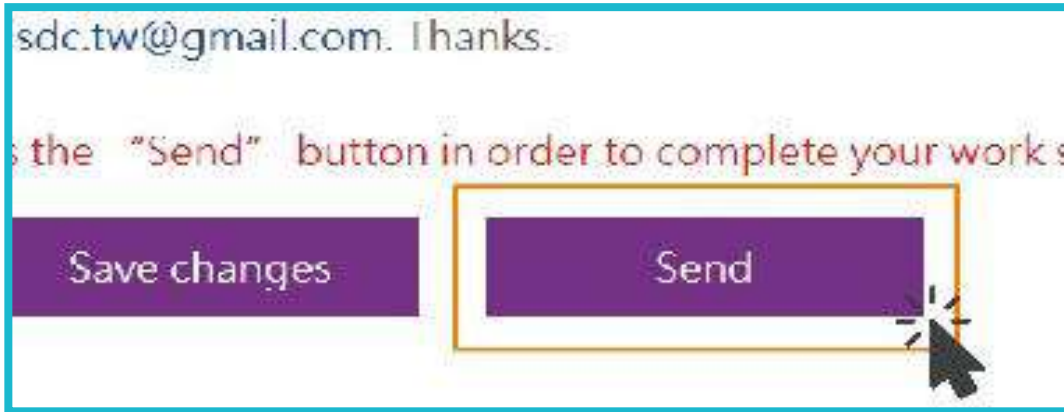 sdc.tw@gmail.com. Thanks.
the “Send” button in order to complete your work
Save changes
Send